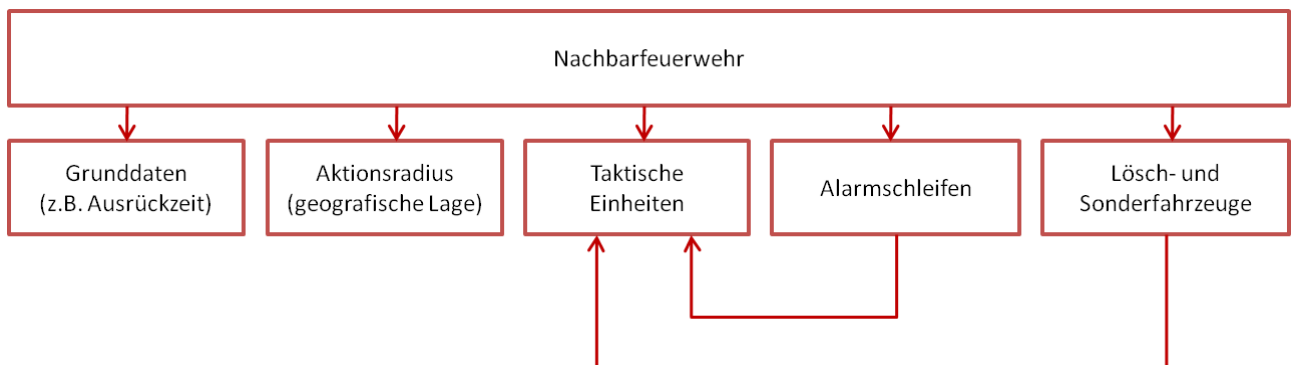 Nachbarfeuerwehr
Grunddaten
(z.B. Ausrückzeit)
Aktionsradius
(geografische Lage)
Taktische
Einheiten
Alarmschleifen
Lösch- und
Sonderfahrzeuge